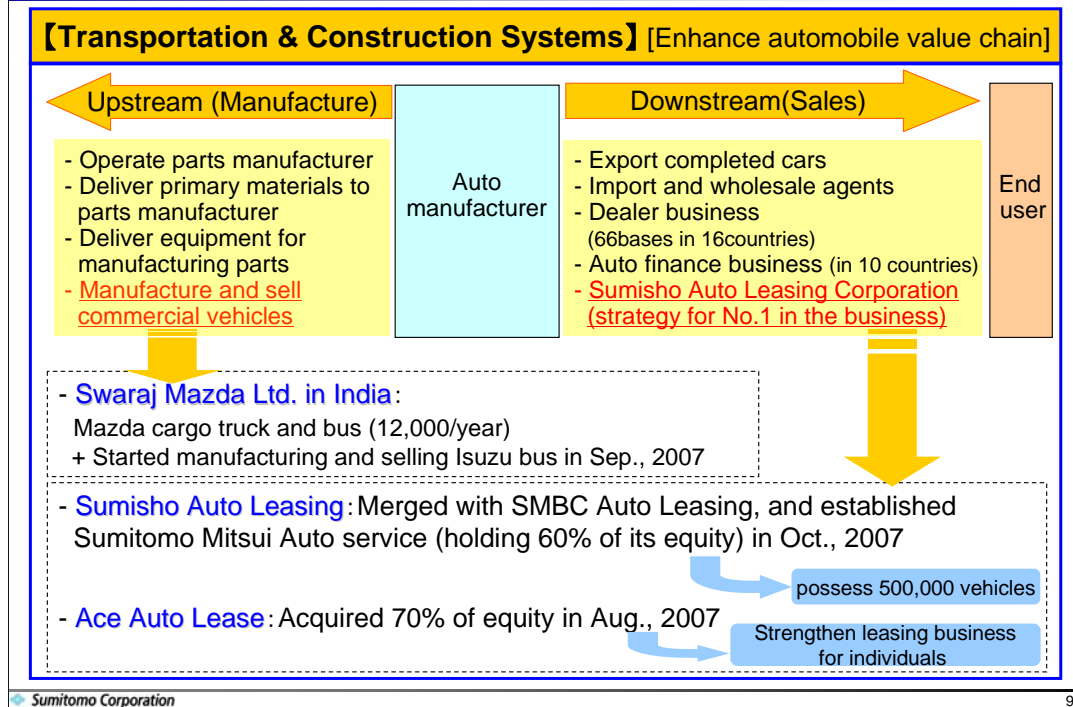 【Transportation & Construction Systems】 [Enhance automobile value chain]
Upstream (Manufacture)
- Operate parts manufacturer
- Deliver primary materials to
parts manufacturer
- Deliver equipment for
manufacturing parts
- Manufacture and sell
commercial vehicles
Auto
manufacturer
Downstream(Sales)
- Export completed cars
- Import and wholesale agents
- Dealer business
(66bases in 16countries)
- Auto finance business (in 10 countries)
- Sumisho Auto Leasing Corporation
(strategy for No.1 in the business)
End
user
- Swaraj Mazda Ltd. in India：
Mazda cargo truck and bus (12,000/year)
+ Started manufacturing and selling Isuzu bus in Sep., 2007
- Sumisho Auto Leasing：Merged with SMBC Auto Leasing, and established
Sumitomo Mitsui Auto service (holding 60% of its equity) in Oct., 2007
possess 500,000 vehicles
- Ace Auto Lease：Acquired 70% of equity in Aug., 2007
Strengthen leasing business
for individuals
Sumitomo Corporation
9